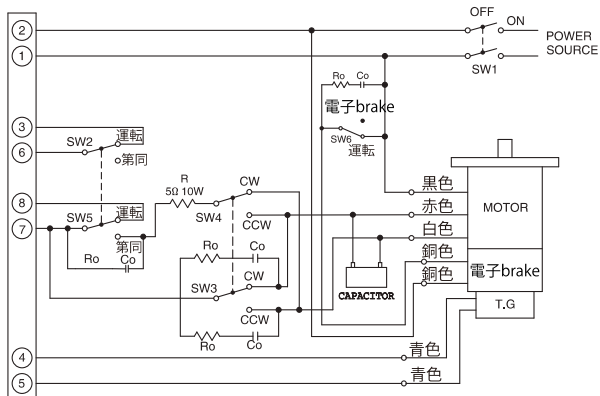 OFF
ON
2
POWER
SOURCE
1
SW1
Ro Co
電子brake
3
運転
SW2
SW6
運転
6
第同
8
運転
R
5Ω 10W
CW
黒色
SW5
SW4
赤色
MOTOR
7
CCW
白色
第同
Ro Co
Ro Co
銅色
電子brake
SW3
CW
CAPACITOR
銅色
CCW
T.G
Ro Co
4
青色
5
青色